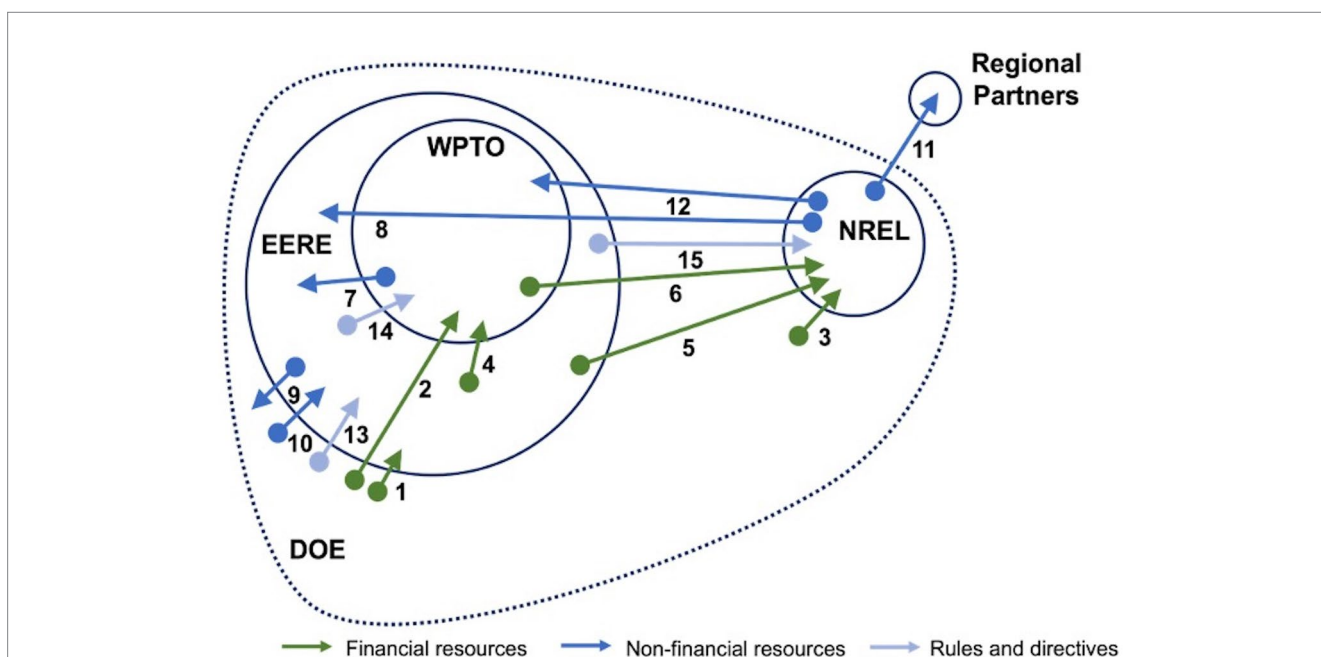 Regional
Partners
WPTO
11
12
NREL
8
EERE
15
7
6
14
3
5
4
2
9
10
13
1
DOE
Financial resources
Non-financial resources
Rules and directives